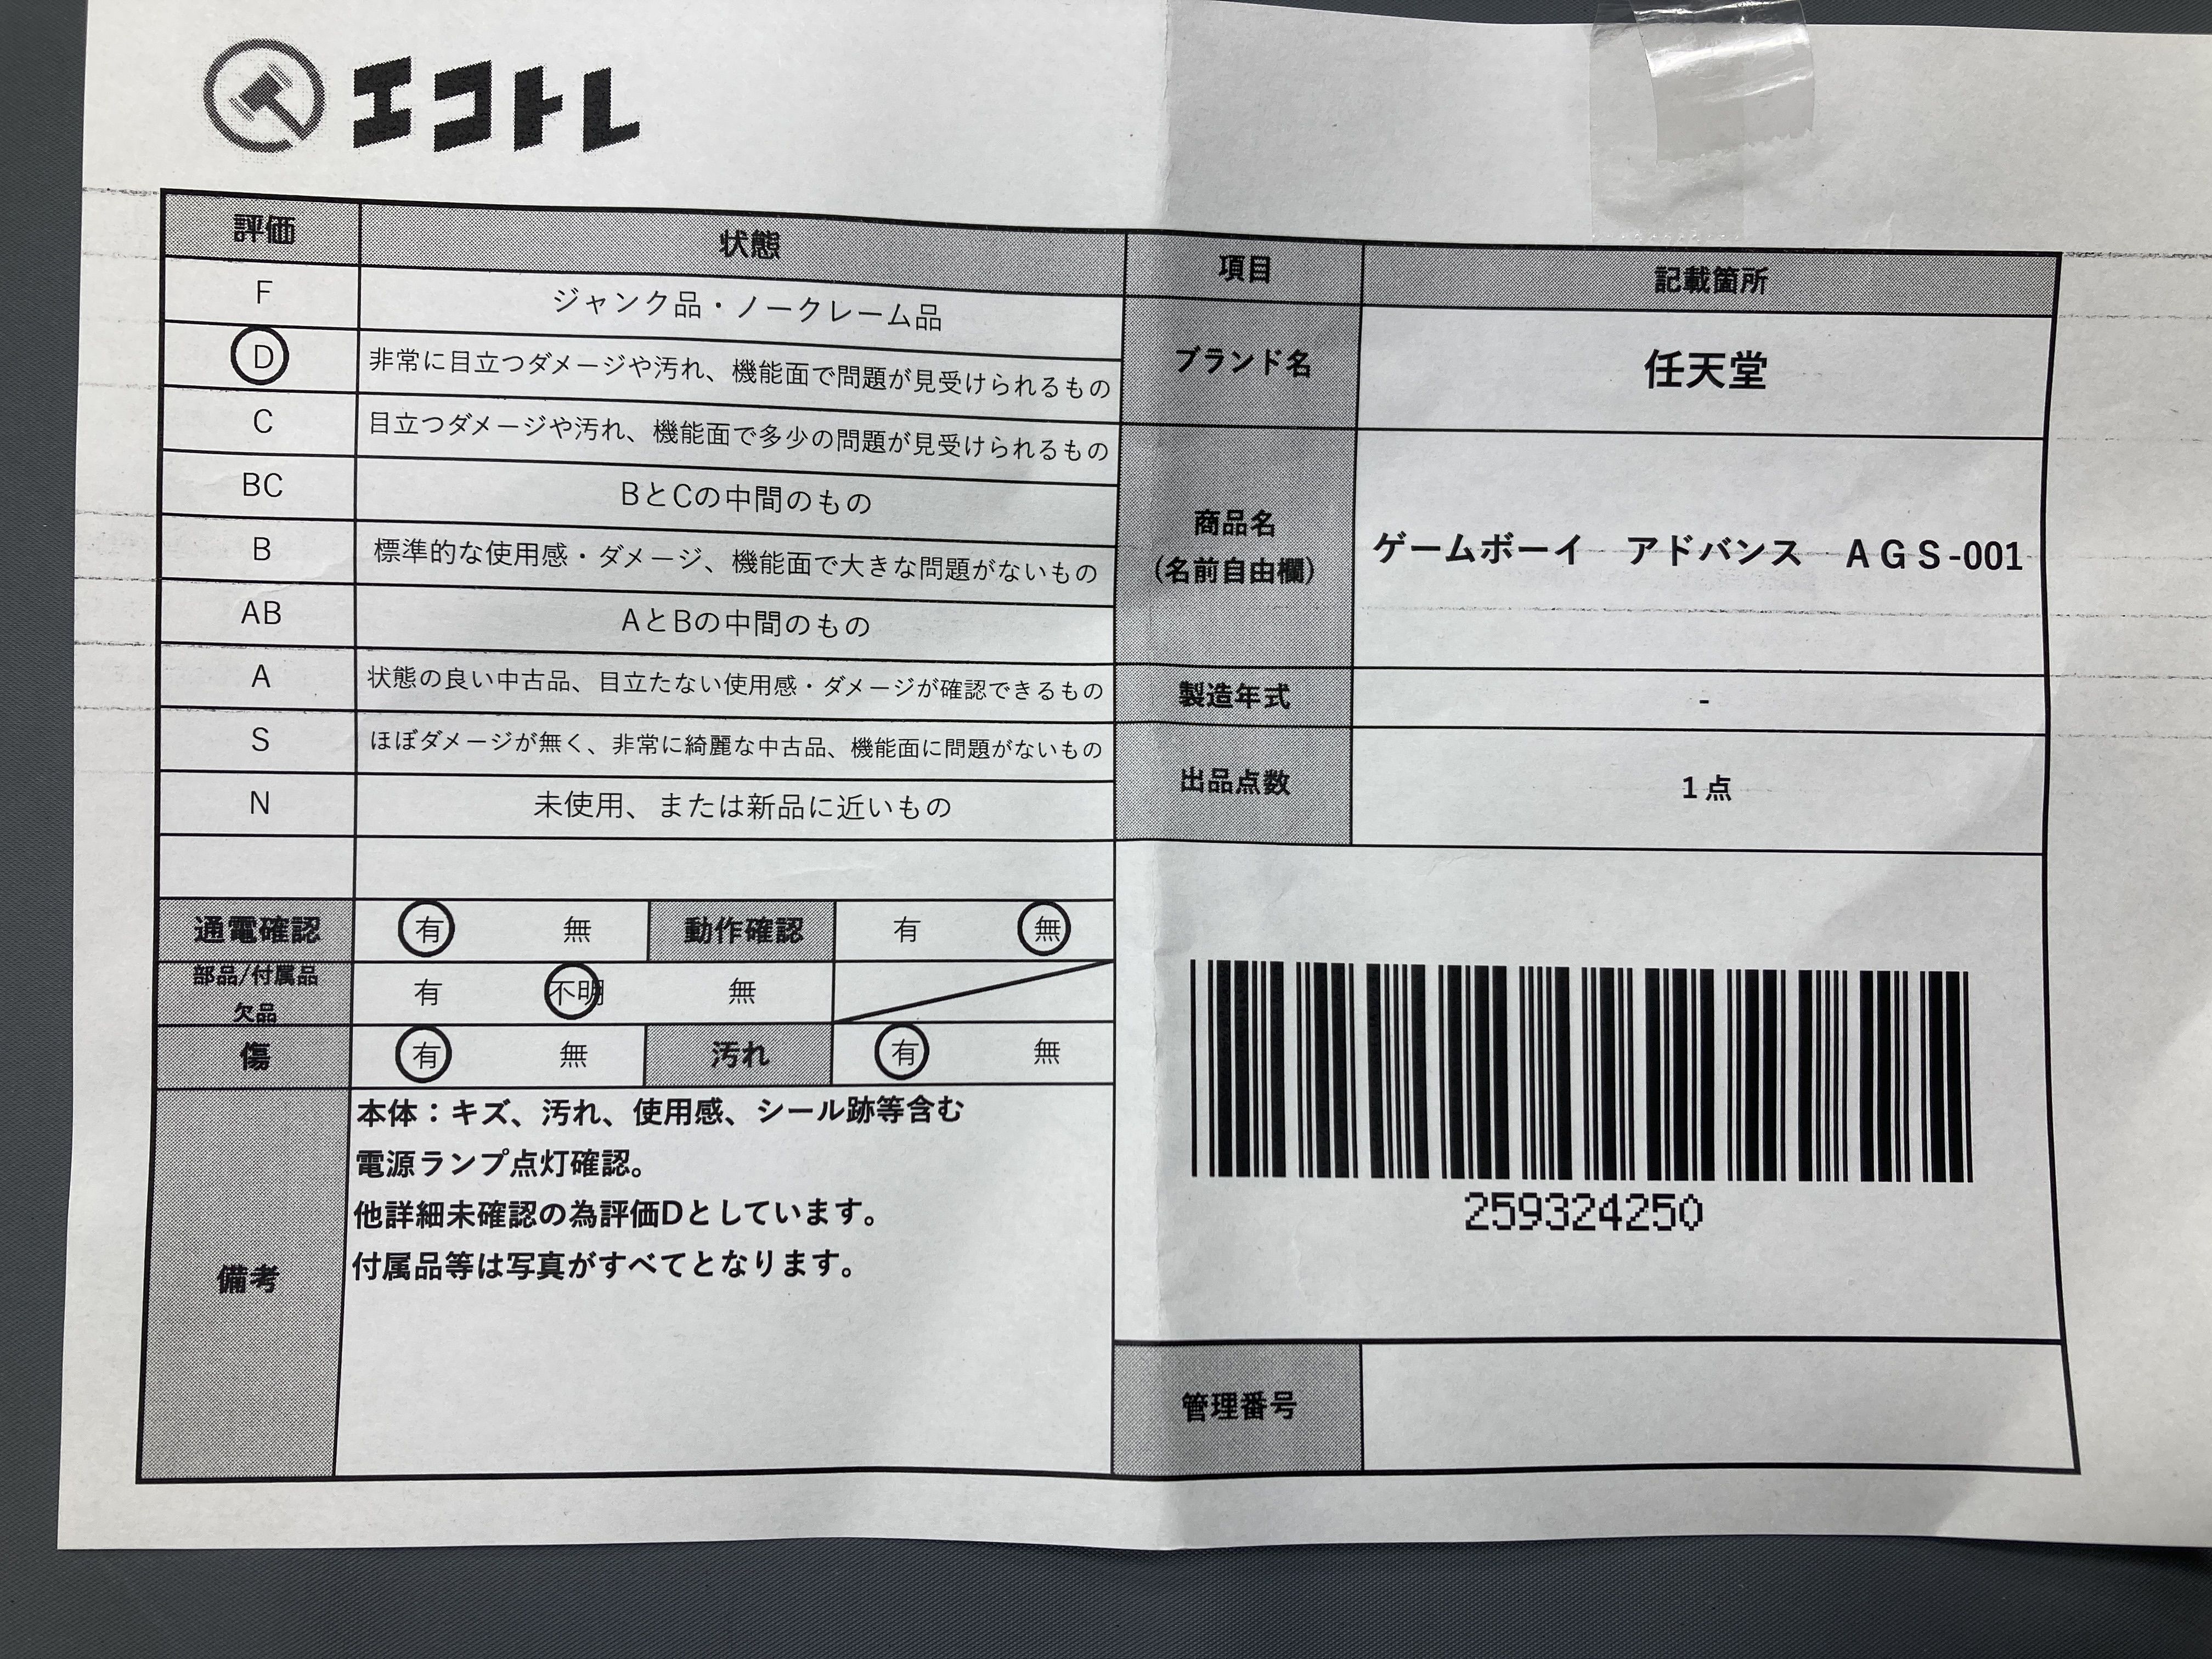 エコトレ
評価 状態
F ジャンク品・ノークレーム品
D 非常に目立つダメージや汚れ、機能面で問題が見受けられるもの
C 目立つダメージや汚れ、機能面で多少の問題が見受けられるもの
BC BとCの中間のもの
B 標準的な使用感・ダメージ、機能面で大きな問題がないもの
AB AとBの中間のもの
A 状態の良い中古品、目立たない使用感・ダメージが確認できるもの
S ほぼダメージが無く、非常に綺麗な中古品、機能面に問題がないもの
N 未使用、または新品に近いもの
通電確認 有 無 動作確認 有 無
部品/付属品
欠品
有 不明 無
傷 有 無 汚れ 有 無
備考
本体：キズ、汚れ、使用感、シール跡等含む
電源ランプ点灯確認。
他詳細未確認の為評価Dとしています。
付属品等は写真がすべてとなります。
項目 記載箇所
ブランド名 任天堂
商品名
（名前自由欄）
ゲームボーイ　アドバンス　ＡＧＳ-001
製造年式 -
出品点数 1点
259324250
管理番号